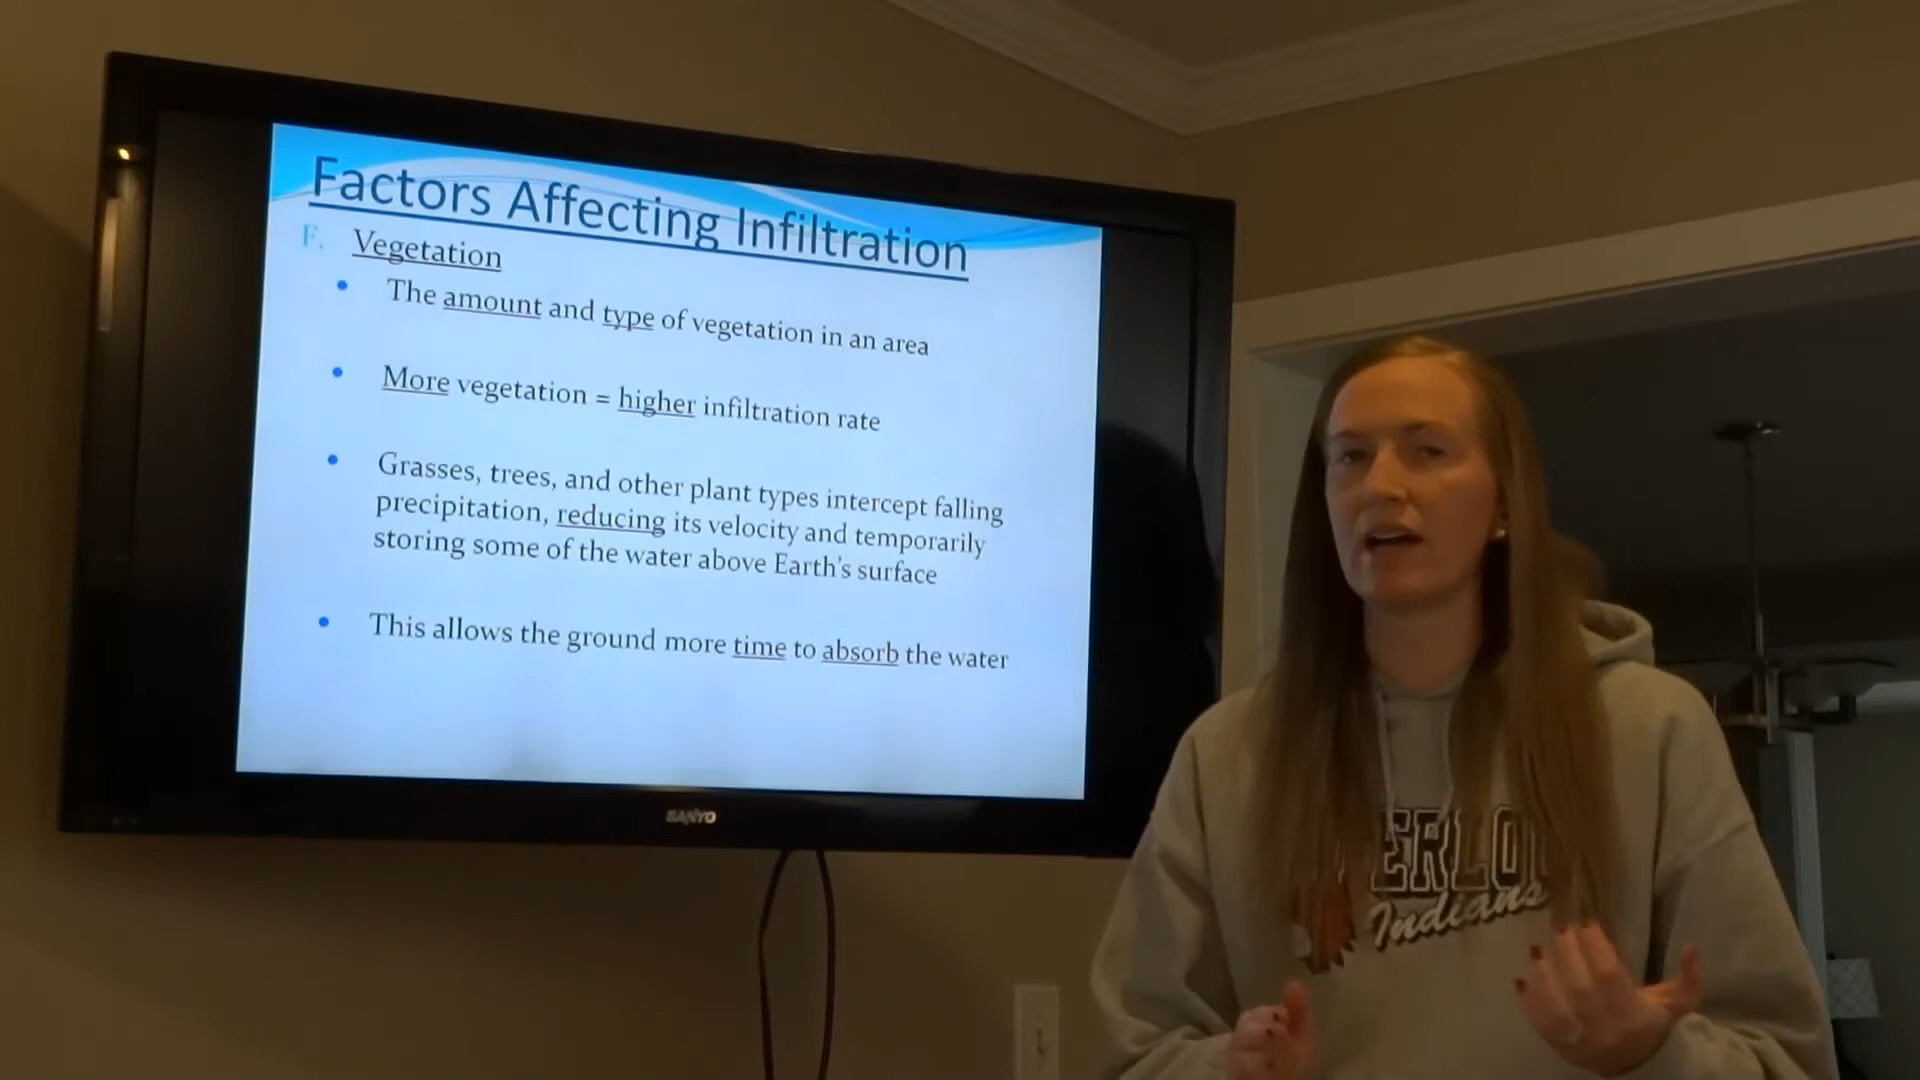 Factors Affecting Infiltration
F. Vegetation
• The amount and type of vegetation in an area
• More vegetation = higher infiltration rate
• Grasses, trees, and other plant types intercept falling
precipitation, reducing its velocity and temporarily
storing some of the water above Earth's surface
• This allows the ground more time to absorb the water
SANYO
Indians